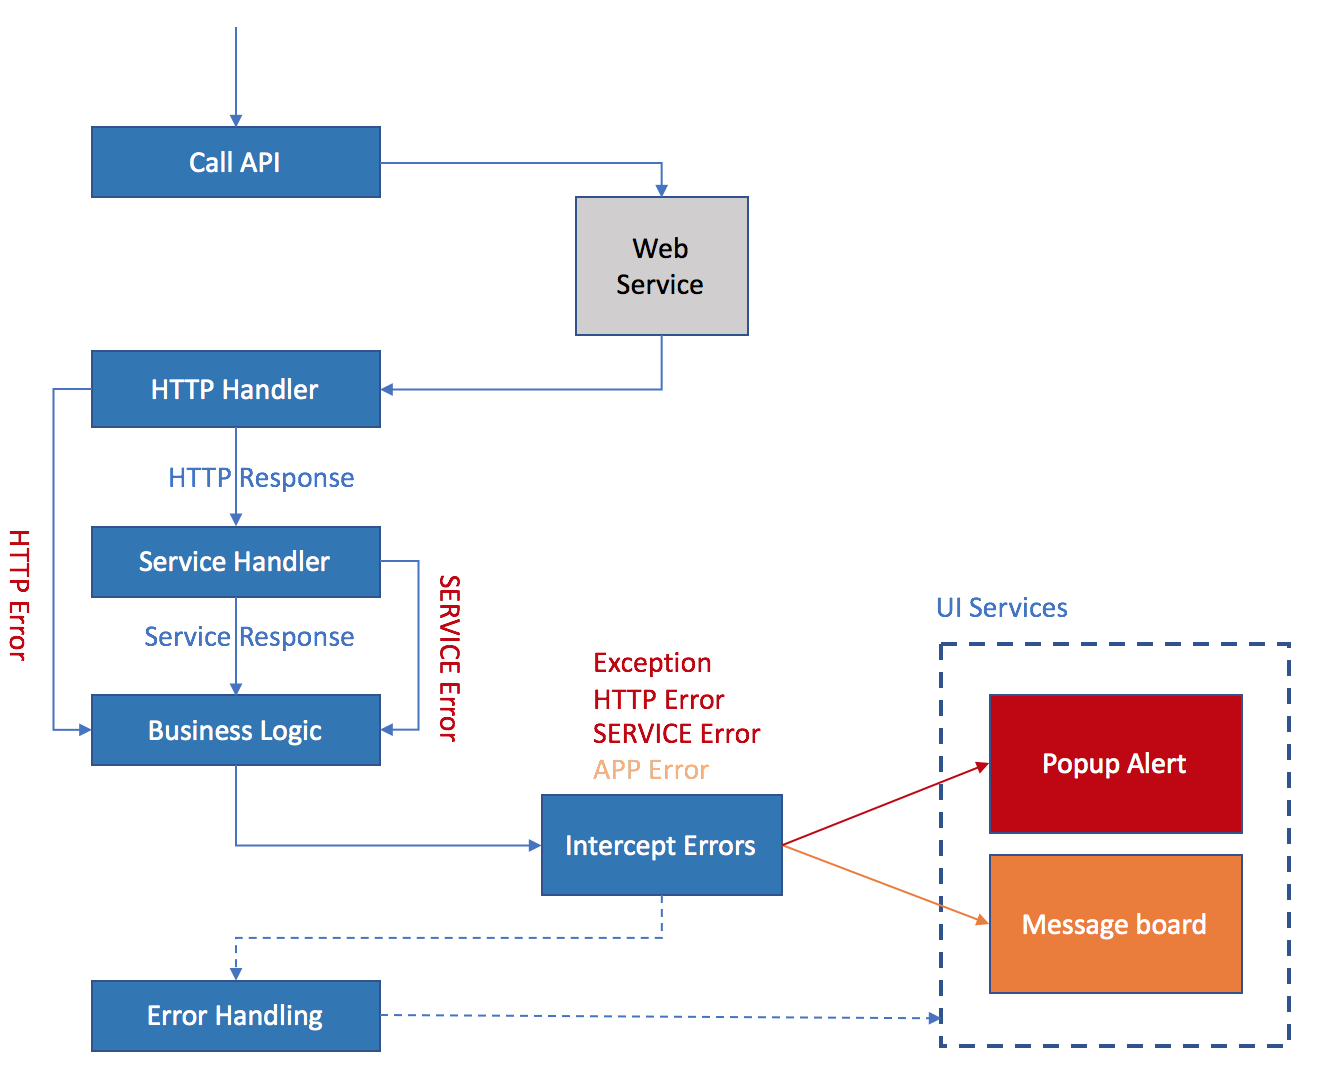 Call API
Web
Service
HTTP Handler
HTTP Response
HTTP Error
Service Handler
SERVICE Error
Service Response
Business Logic
Exception
HTTP Error
SERVICE Error
APP Error
Intercept Errors
UI Services
Popup Alert
Message board
Error Handling